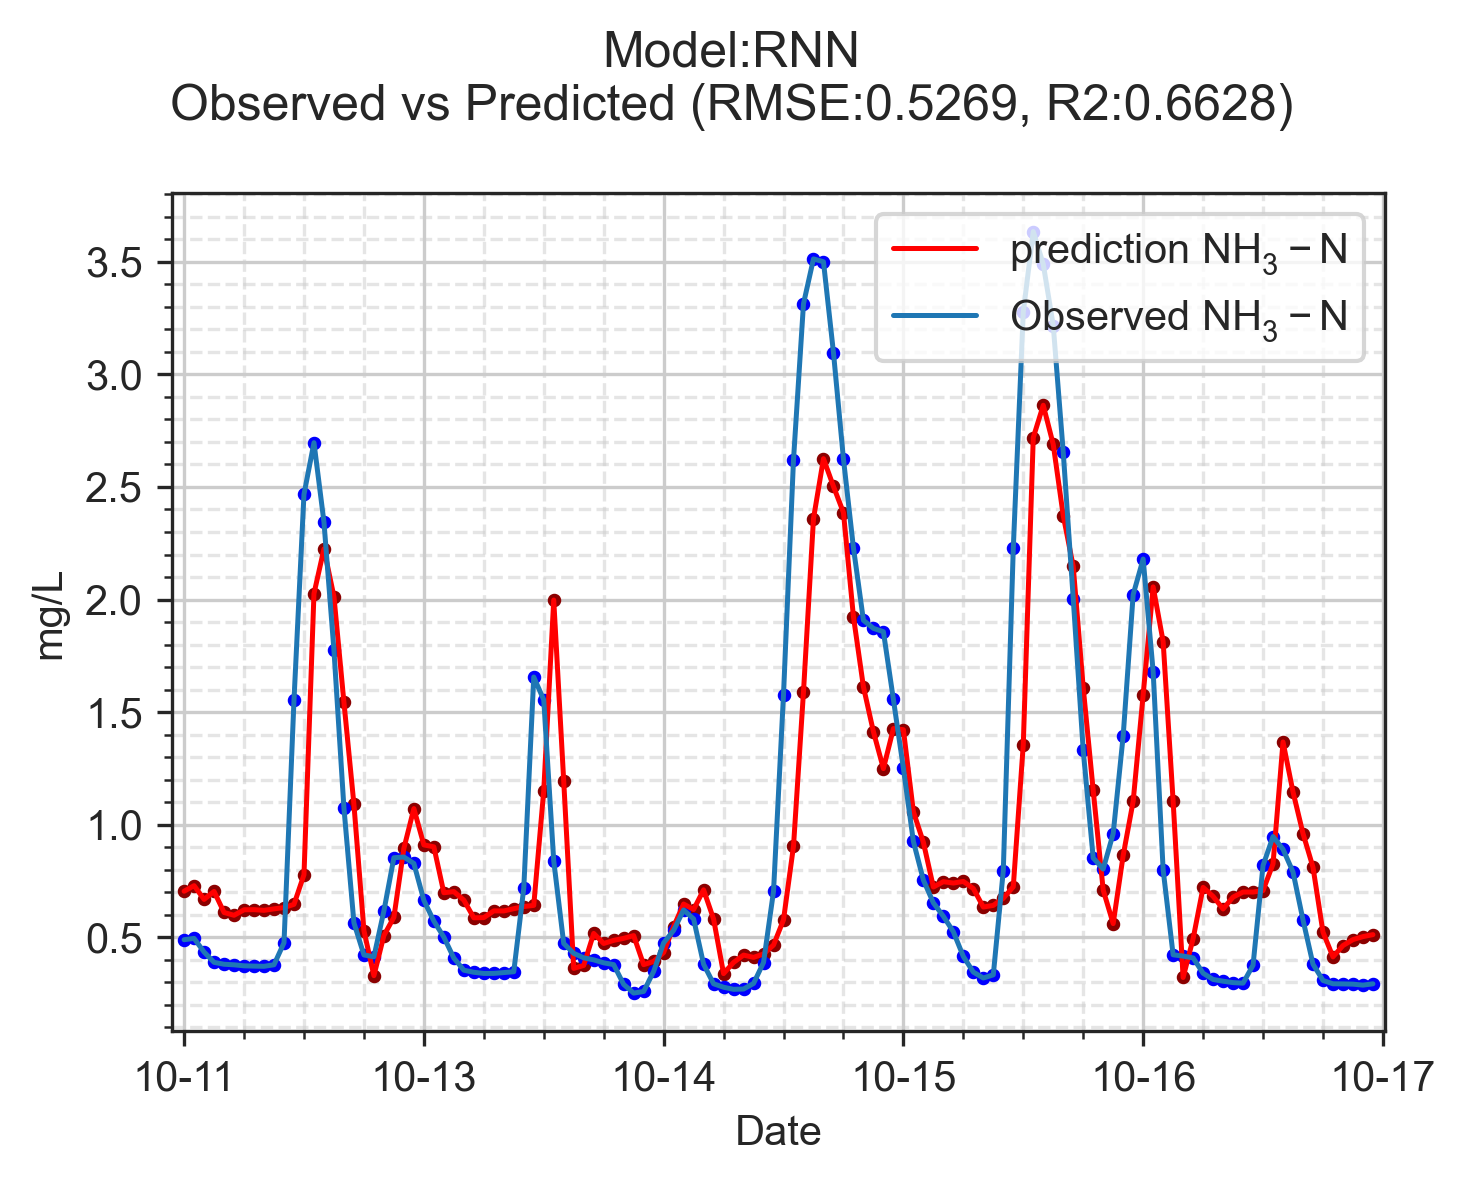 Model:RNN
Observed vs Predicted (RMSE:0.5269, R2:0.6628)
prediction NH₃ − N
Observed NH₃ − N
3.5
3.0
2.5
2.0
1.5
1.0
0.5
mg/L
10-11 10-13 10-14 10-15 10-16 10-17
Date